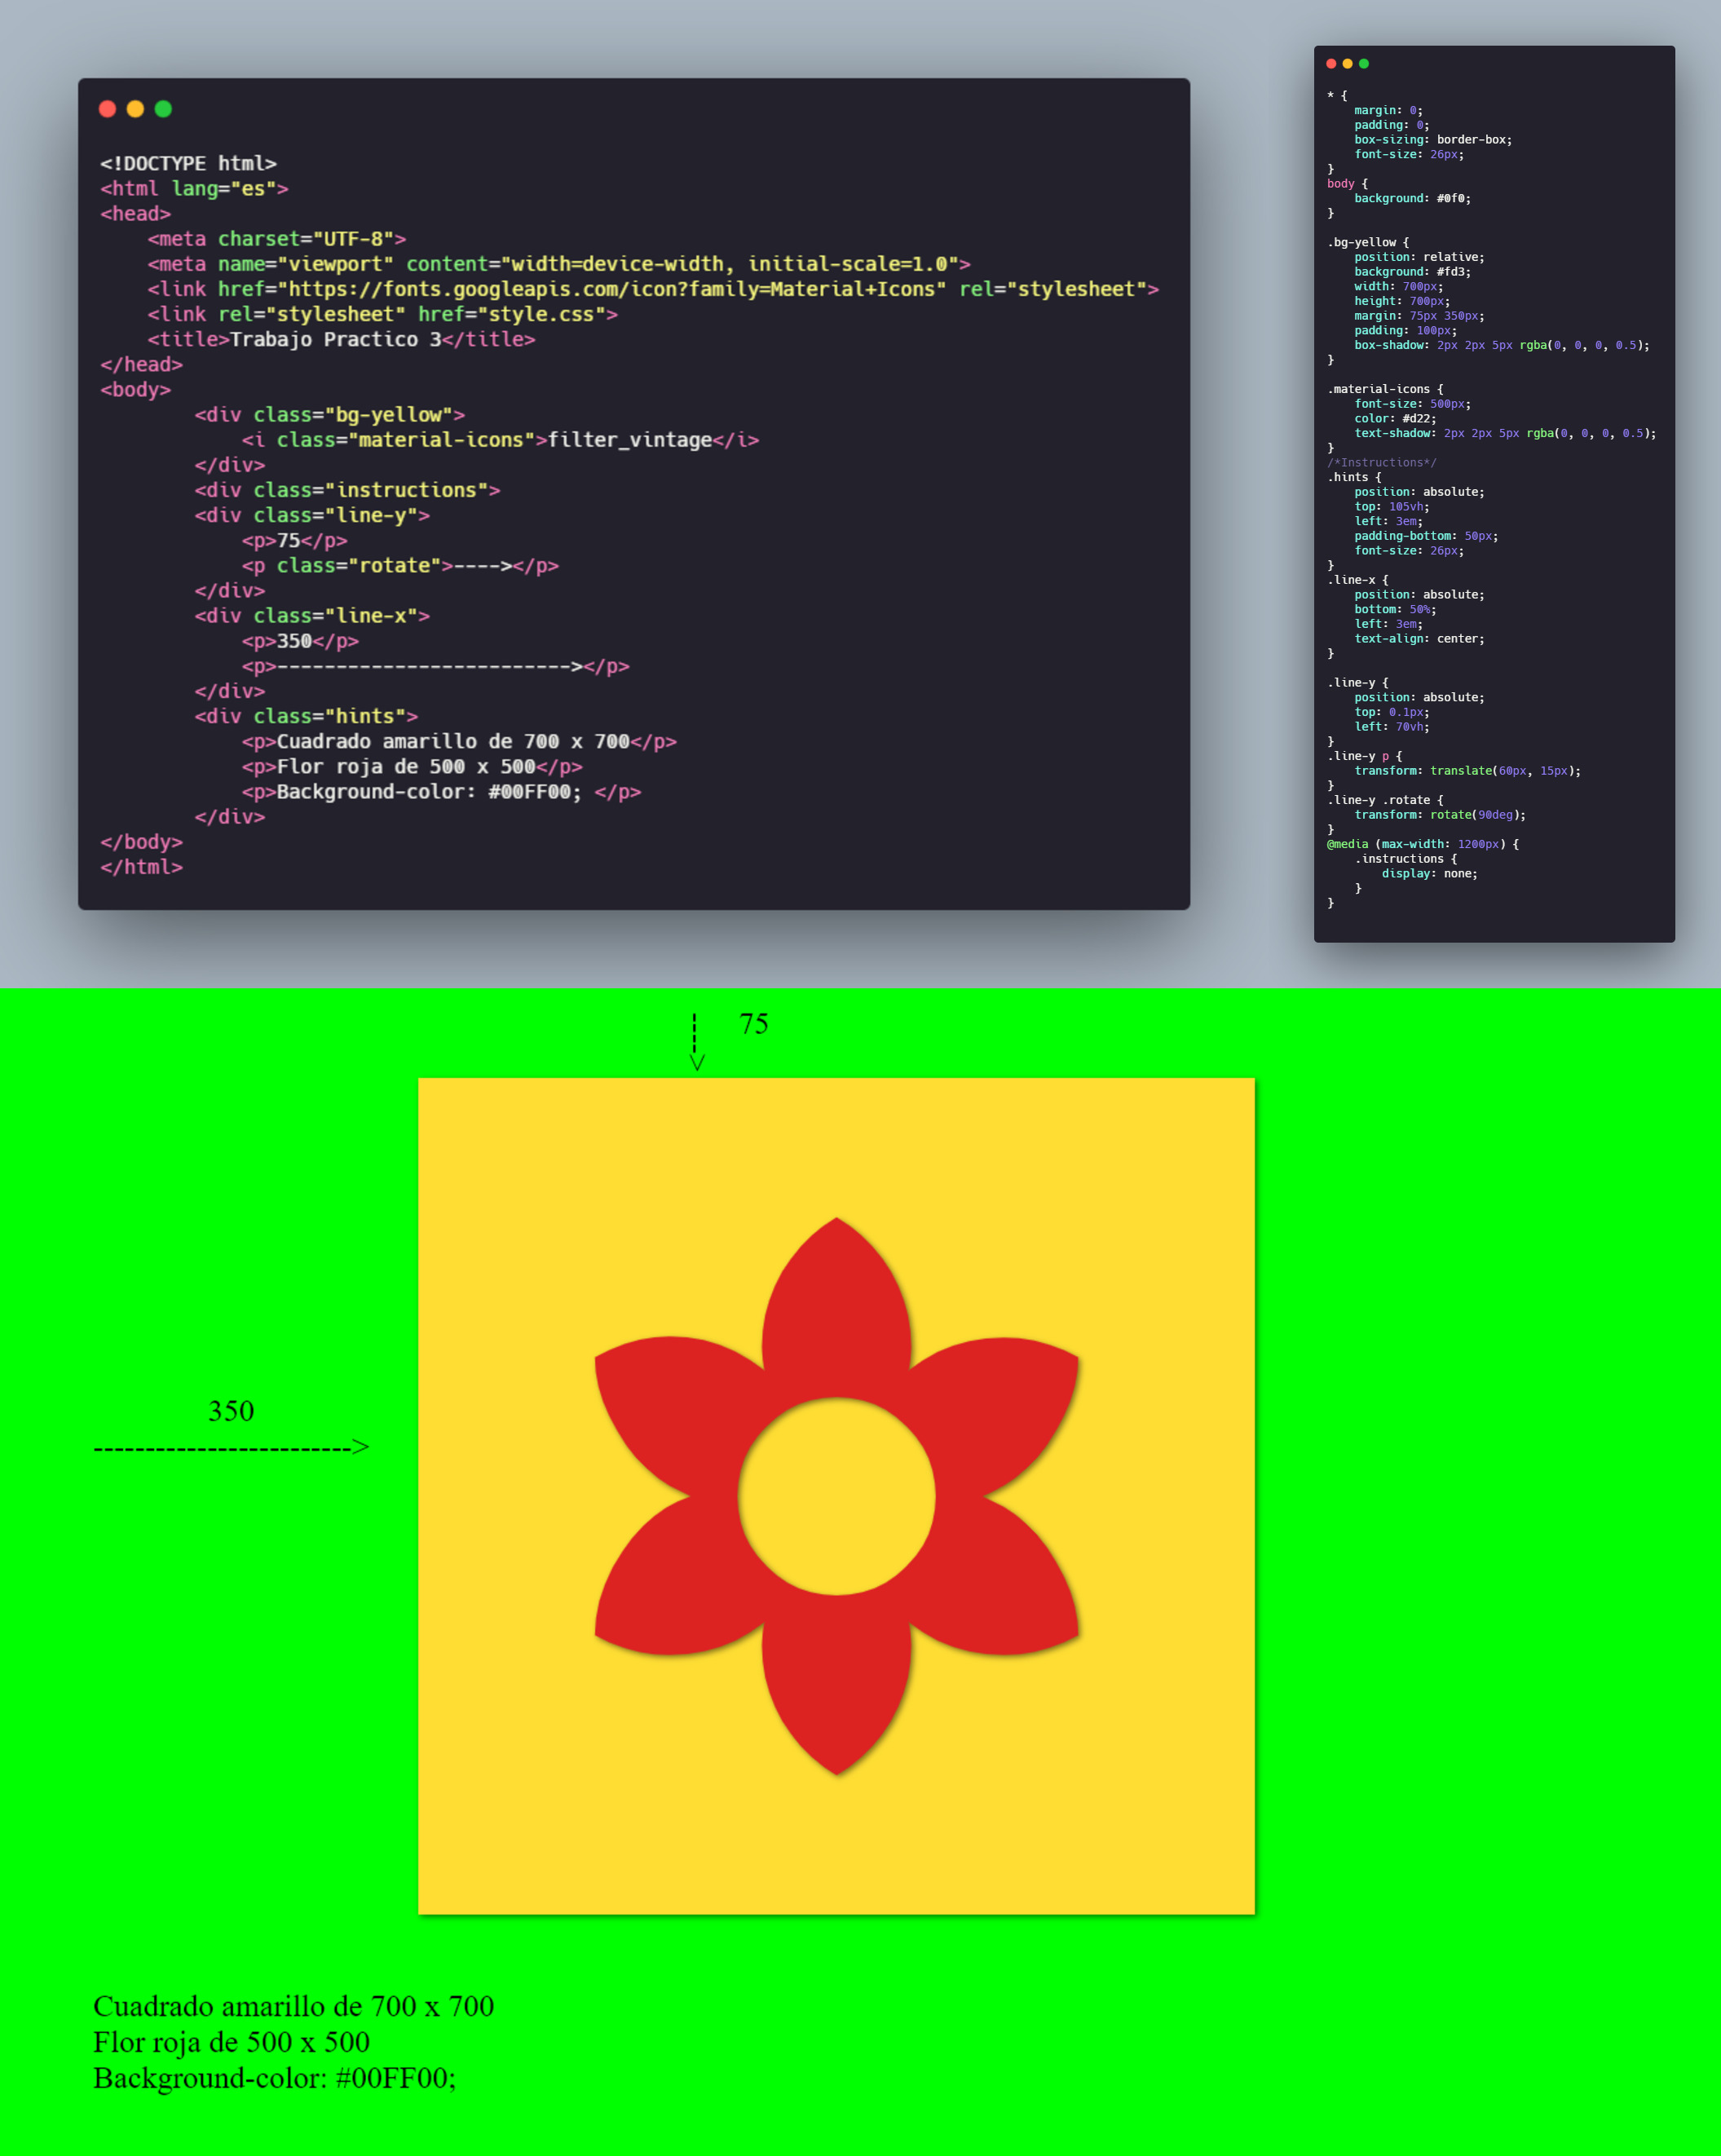 <!DOCTYPE html>
<html lang="es">
<head>
    <meta charset="UTF-8">
    <meta name="viewport" content="width=device-width, initial-scale=1.0">
    <link href="https://fonts.googleapis.com/icon?family=Material+Icons" rel="stylesheet">
    <link rel="stylesheet" href="style.css">
    <title>Trabajo Practico 3</title>
</head>
<body>
        <div class="bg-yellow">
            <i class="material-icons">filter_vintage</i>
        </div>
        <div class="instructions">
        <div class="line-y">
            <p>75</p>
            <p class="rotate">----></p>
        </div>
        <div class="line-x">
            <p>350</p>
            <p>-------------------------></p>
        </div>
        <div class="hints">
            <p>Cuadrado amarillo de 700 x 700</p>
            <p>Flor roja de 500 x 500</p>
            <p>Background-color: #00FF00; </p>
        </div>
</body>
</html>
* {
    margin: 0;
    padding: 0;
    box-sizing: border-box;
    font-size: 26px;
}
body {
    background: #0f0;
}

.bg-yellow {
    position: relative;
    background: #fd3;
    width: 700px;
    height: 700px;
    margin: 75px 350px;
    padding: 100px;
    box-shadow: 2px 2px 5px rgba(0, 0, 0, 0.5);
}

.material-icons {
    font-size: 500px;
    color: #d22;
    text-shadow: 2px 2px 5px rgba(0, 0, 0, 0.5);
}
/*Instructions*/
.hints {
    position: absolute;
    top: 105vh;
    left: 3em;
    padding-bottom: 50px;
    font-size: 26px;
}
.line-x {
    position: absolute;
    bottom: 50%;
    left: 3em;
    text-align: center;
}

.line-y {
    position: absolute;
    top: 0.1px;
    left: 70vh;
}
.line-y p {
    transform: translate(60px, 15px);
}
.line-y .rotate {
    transform: rotate(90deg);
}
@media (max-width: 1200px) {
    .instructions {
        display: none;
    }
}
75
---->
350
------------------------->
Cuadrado amarillo de 700 x 700
Flor roja de 500 x 500
Background-color: #00FF00;